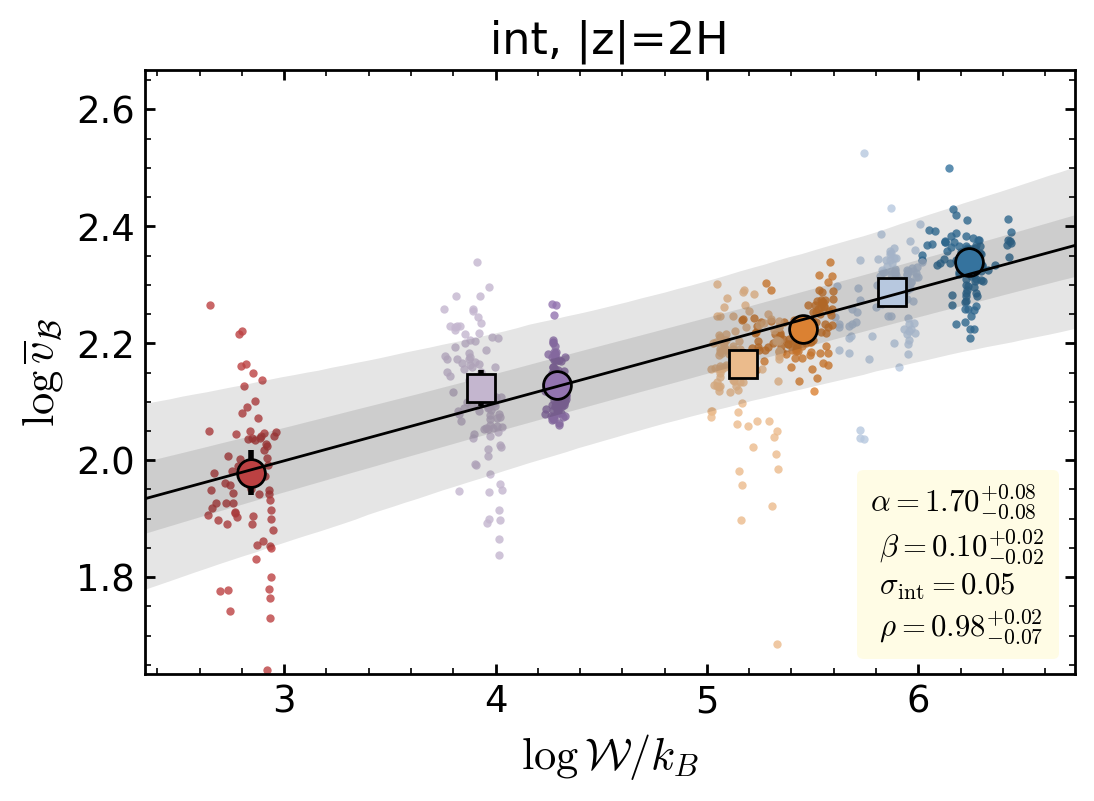 int, |z|=2H
2.6
2.4
2.2
2.0
1.8
log v̅_ℬ
α = 1.70^{+0.08}_{−0.08}
β = 0.10^{+0.02}_{−0.02}
σ_int = 0.05
ρ = 0.98^{+0.02}_{−0.07}
3 4 5 6
log 𝒲/k_B